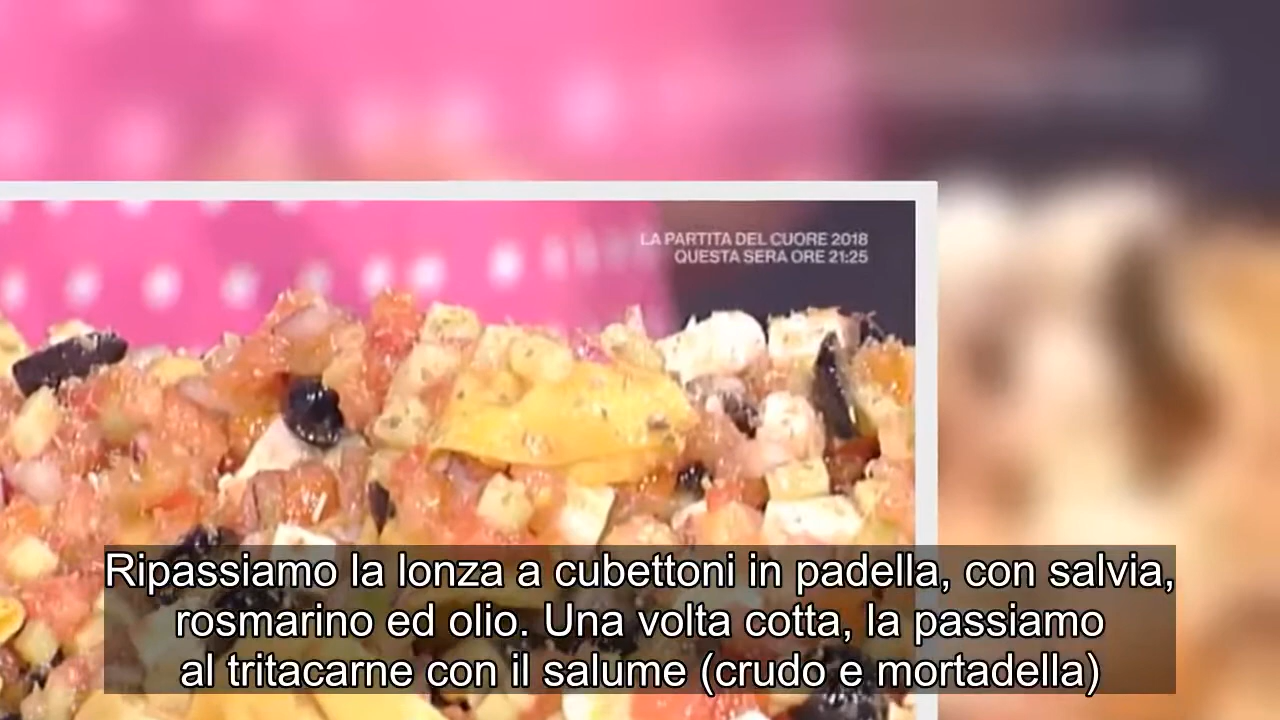 LA PARTITA DEL CUORE 2018
QUESTA SERA ORE 21:25
Ripassiamo la lonza a cubettoni in padella, con salvia,
rosmarino ed olio. Una volta cotta, la passiamo
al tritacarne con il salume (crudo e mortadella)